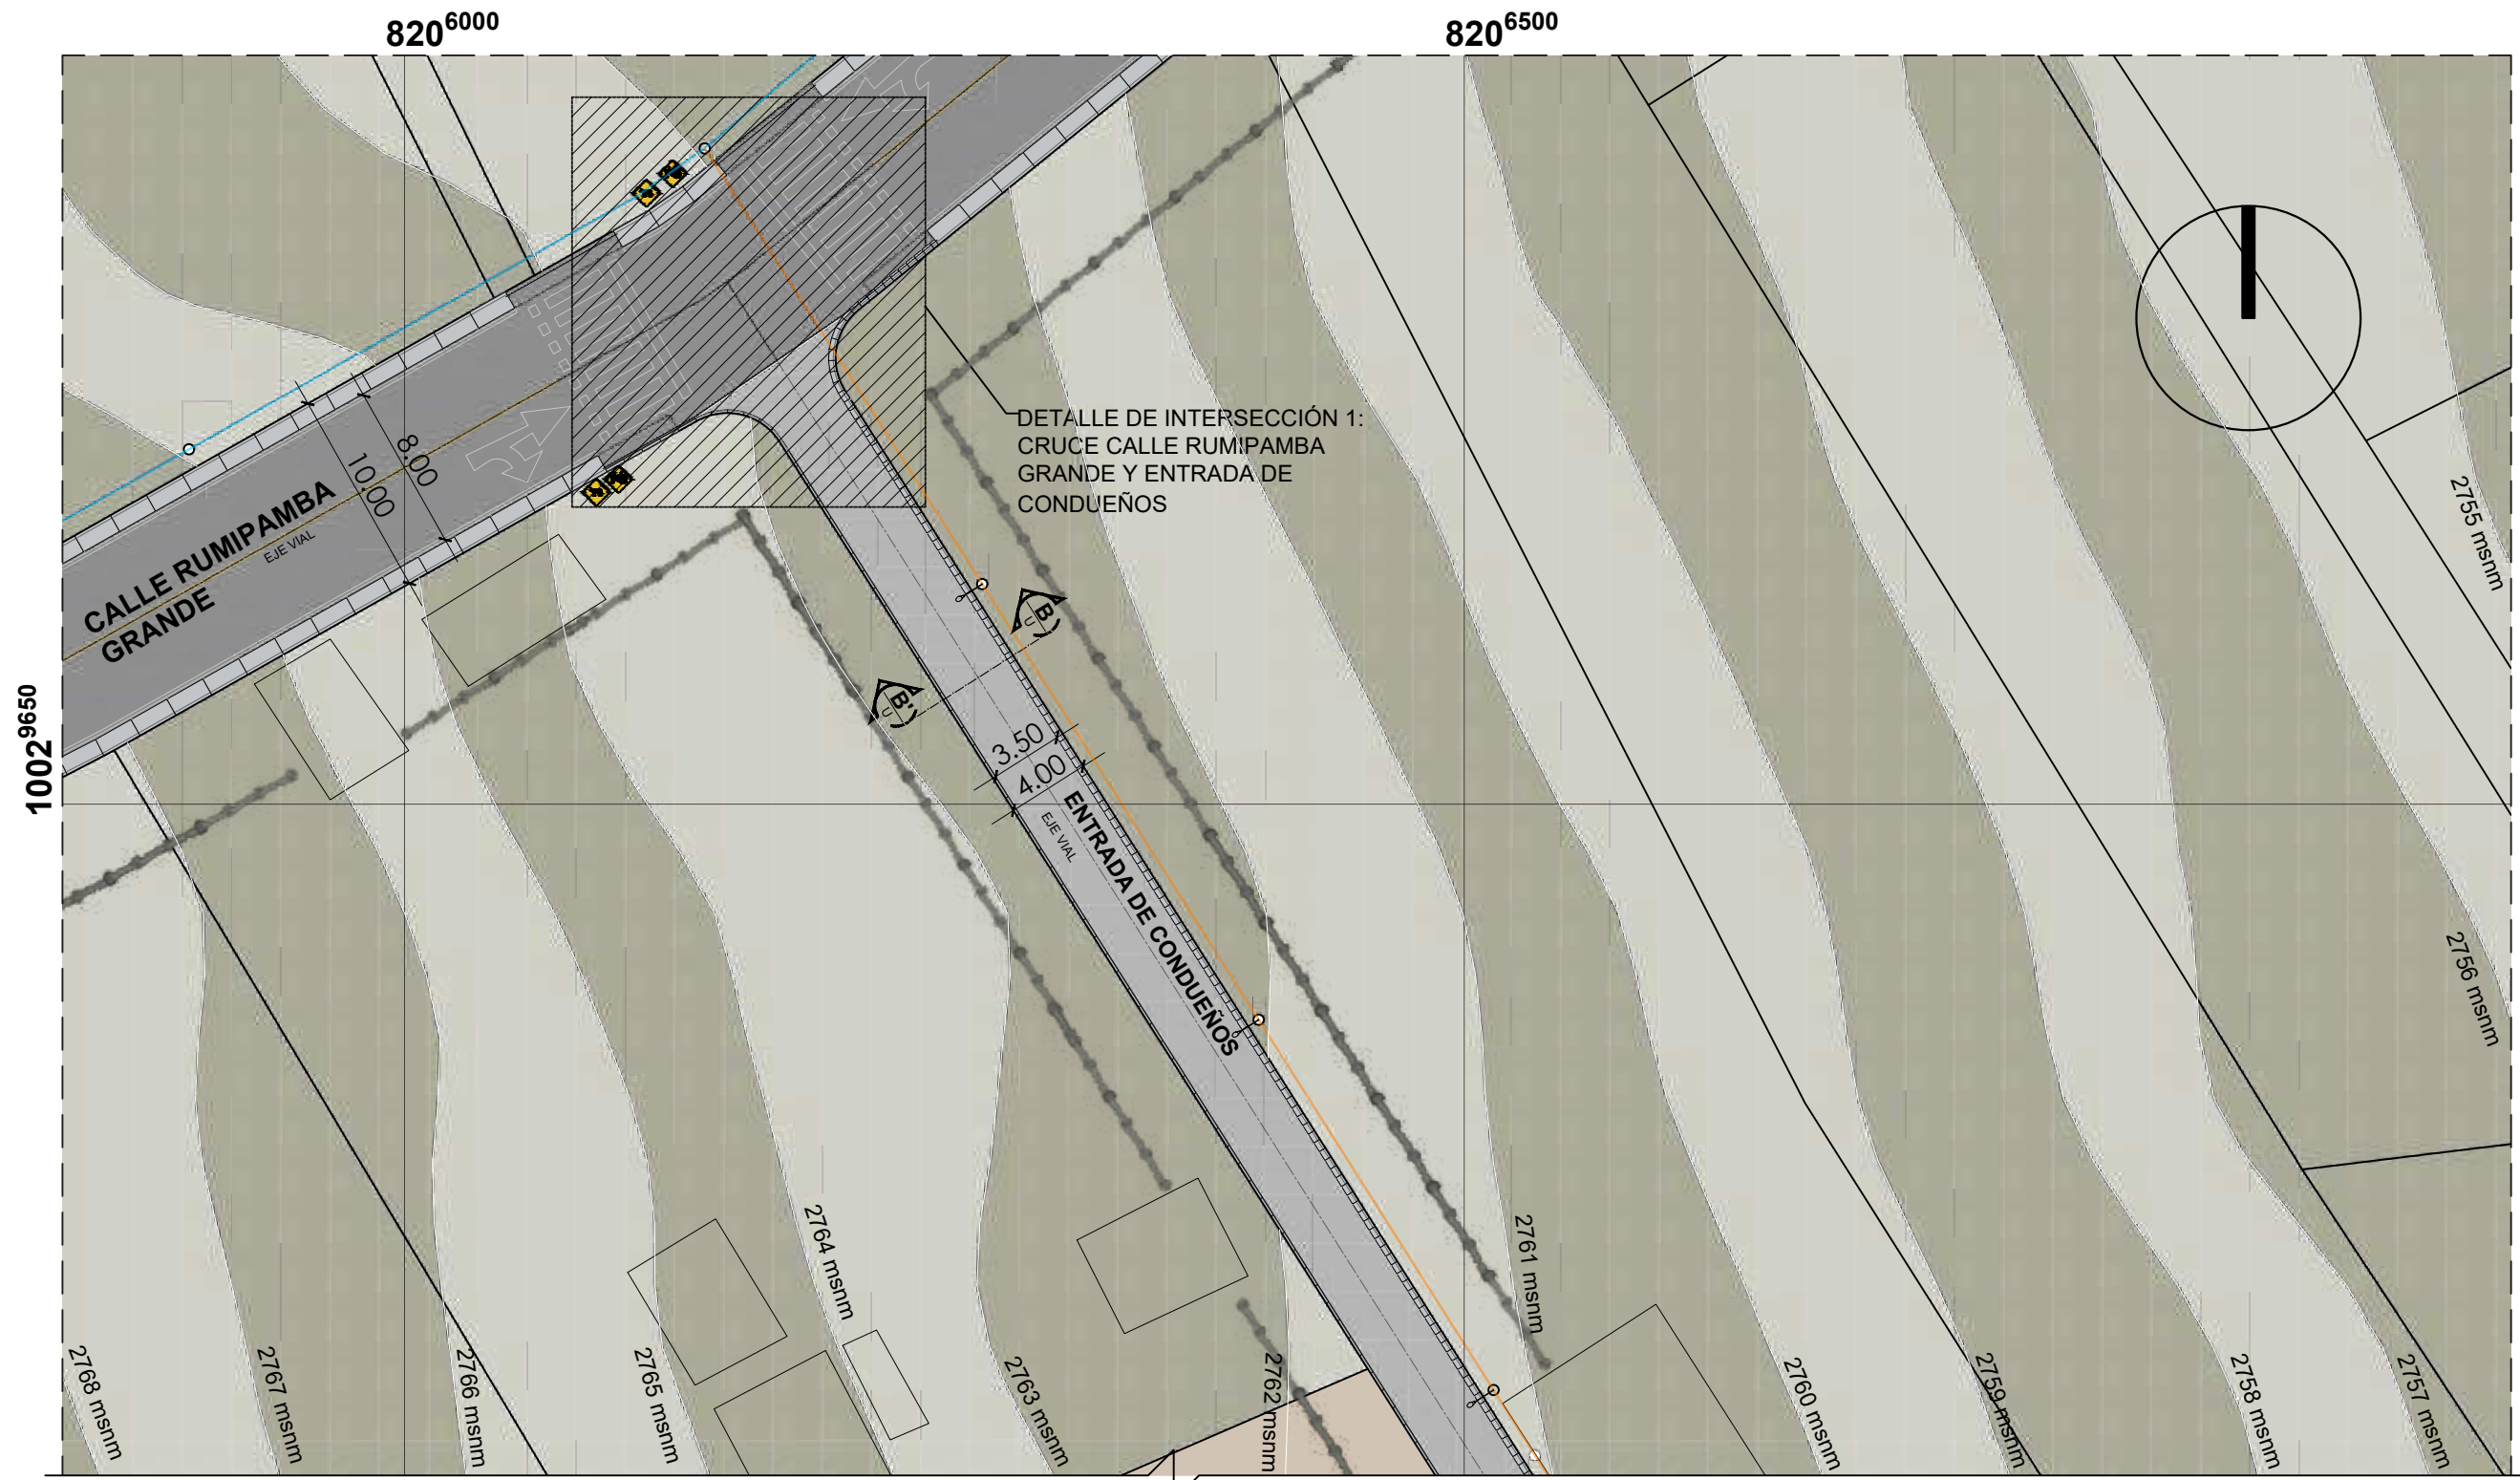 820⁶⁰⁰⁰
820⁶⁵⁰⁰
1002⁹⁶⁵⁰
DETALLE DE INTERSECCIÓN 1:
CRUCE CALLE RUMIPAMBA
GRANDE Y ENTRADA DE
CONDUEÑOS
8.00
10.00
CALLE RUMIPAMBA
GRANDE
EJE VIAL
B
B'
3.50
4.00
EJE VIAL
ENTRADA DE CONDUEÑOS
2755 msnm
2756 msnm
2764 msnm
2761 msnm
2768 msnm
2767 msnm
2766 msnm
2765 msnm
2763 msnm
2762 msnm
2760 msnm
2759 msnm
2758 msnm
2757 msnm